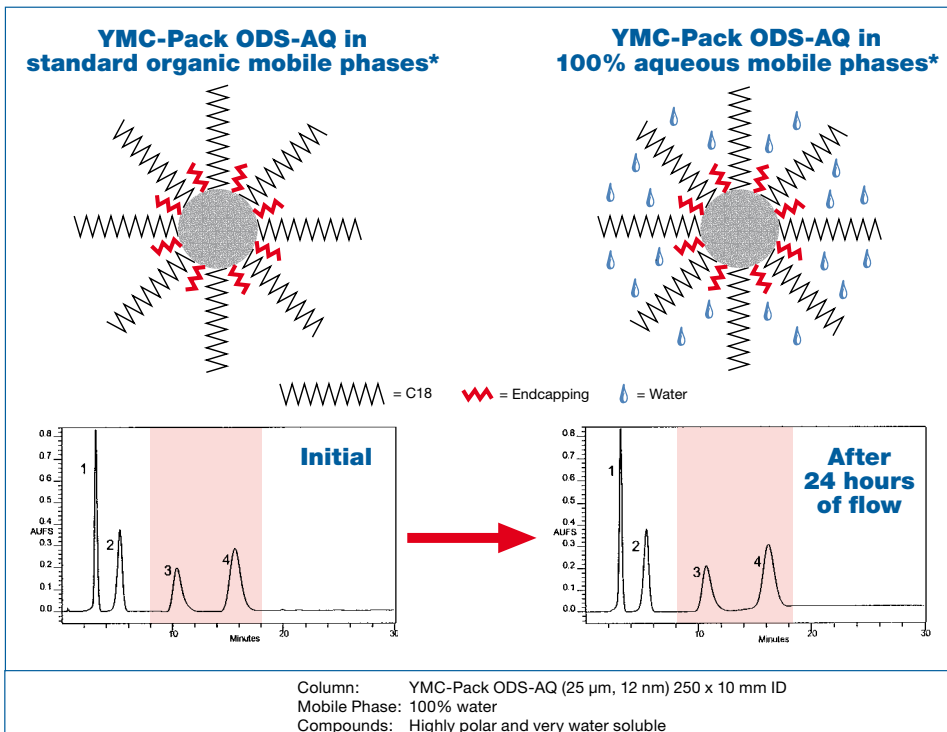 YMC-Pack ODS-AQ in
standard organic mobile phases*
YMC-Pack ODS-AQ in
100% aqueous mobile phases*
= C18
= Endcapping
= Water
Initial
0.8
0.7
0.6
0.5
0.4
AUFS
0.3
0.2
0.1
0.0
1
2
3
4
10
Minutes
20
30
After
24 hours
of flow
0.8
0.7
0.6
0.5
0.4
AUFS
0.3
0.2
0.1
0.0
1
2
3
4
10
Minutes
20
30
Column: YMC-Pack ODS-AQ (25 µm, 12 nm) 250 x 10 mm ID
Mobile Phase: 100% water
Compounds: Highly polar and very water soluble